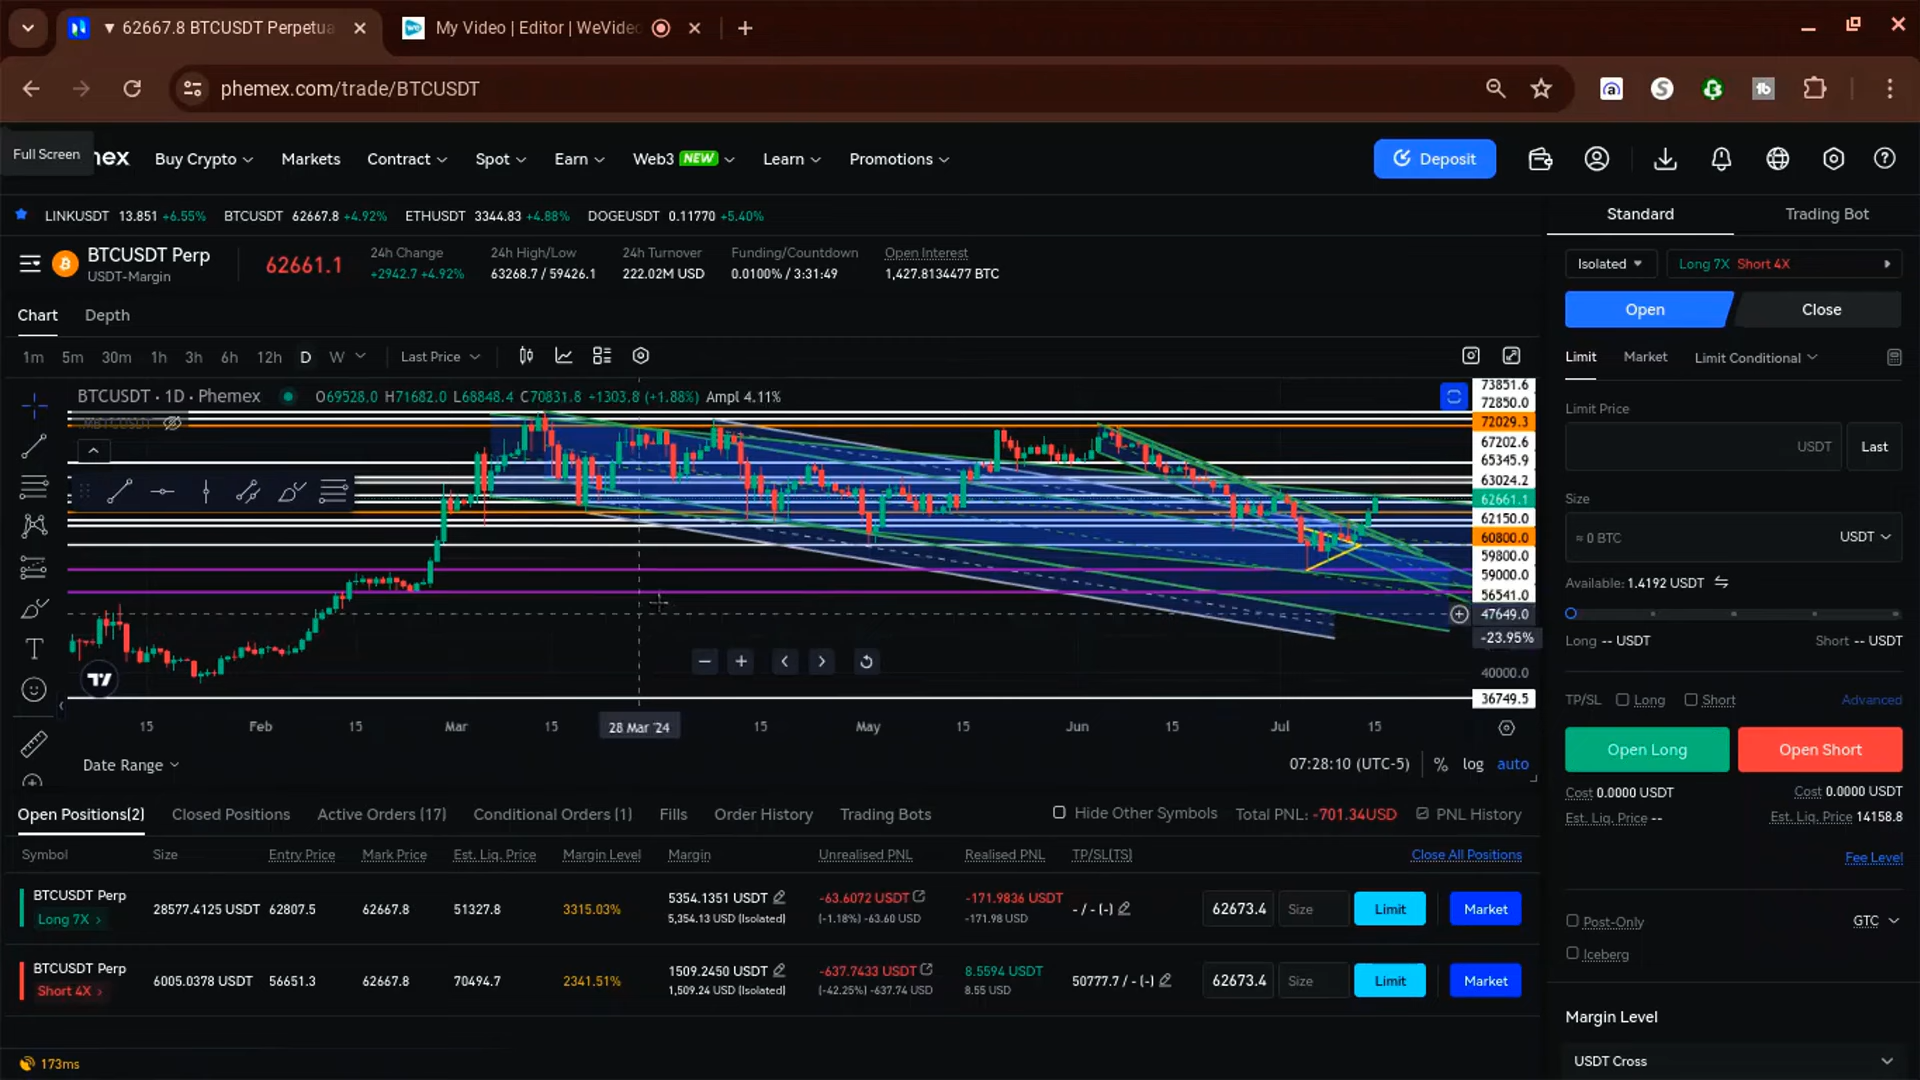 ▼ 62667.8 BTCUSDT Perpetua
My Video | Editor | WeVideo
phemex.com/trade/BTCUSDT
Full Screen
mex
Buy Crypto
Markets
Contract
Spot
Earn
Web3 NEW
Learn
Promotions
Deposit
LINKUSDT 13.851 +6.55% BTCUSDT 62667.8 +4.92% ETHUSDT 3344.83 +4.88% DOGEUSDT 0.11770 +5.40%
BTCUSDT Perp
USDT-Margin
62661.1
24h Change
+2942.7 +4.92%
24h High/Low
63268.7 / 59426.1
24h Turnover
222.02M USD
Funding/Countdown
0.0100% / 3:31:49
Open Interest
1,427.8134477 BTC
Chart Depth
1m 5m 30m 1h 3h 6h 12h D W Last Price
BTCUSDT · 1D · Phemex O69528.0 H71682.0 L68848.4 C70831.8 +1303.8 (+1.88%) Ampl 4.11%
73851.6
72850.0
72029.3
67202.6
65345.9
63024.2
62661.1
62150.0
60800.0
59800.0
59000.0
56541.0
47649.0
-23.95%
40000.0
36749.5
15 Feb 15 Mar 15 28 Mar '24 15 May 15 Jun 15 Jul 15
Date Range
07:28:10 (UTC-5) % log auto
Standard Trading Bot
Isolated Long 7X Short 4X
Open Close
Limit Market Limit Conditional
Limit Price
USDT Last
Size
≈ 0 BTC USDT
Available: 1.4192 USDT
Long -- USDT Short -- USDT
TP/SL Long Short Advanced
Open Long Open Short
Cost 0.0000 USDT Cost 0.0000 USDT
Est. Liq. Price -- Est. Liq. Price 14158.8
Fee Level
Post-Only GTC
Iceberg
Margin Level
USDT Cross
Open Positions(2) Closed Positions Active Orders (17) Conditional Orders (1) Fills Order History Trading Bots Hide Other Symbols Total PNL: -701.34USD PNL History
Symbol Size Entry Price Mark Price Est. Liq. Price Margin Level Margin Unrealised PNL Realised PNL TP/SL(TS) Close All Positions
BTCUSDT Perp
Long 7X >
28577.4125 USDT 62807.5 62667.8 51327.8 3315.03%
5354.1351 USDT
5,354.13 USD (Isolated)
-63.6072 USDT
(-1.18%) -63.60 USD
-171.9836 USDT
-171.98 USD
- / - (-)
62673.4 Size Limit Market
BTCUSDT Perp
Short 4X >
6005.0378 USDT 56651.3 62667.8 70494.7 2341.51%
1509.2450 USDT
1,509.24 USD (Isolated)
-637.7433 USDT
(-42.25%) -637.74 USD
8.5594 USDT
8.55 USD
50777.7 / - (-)
62673.4 Size Limit Market
173ms